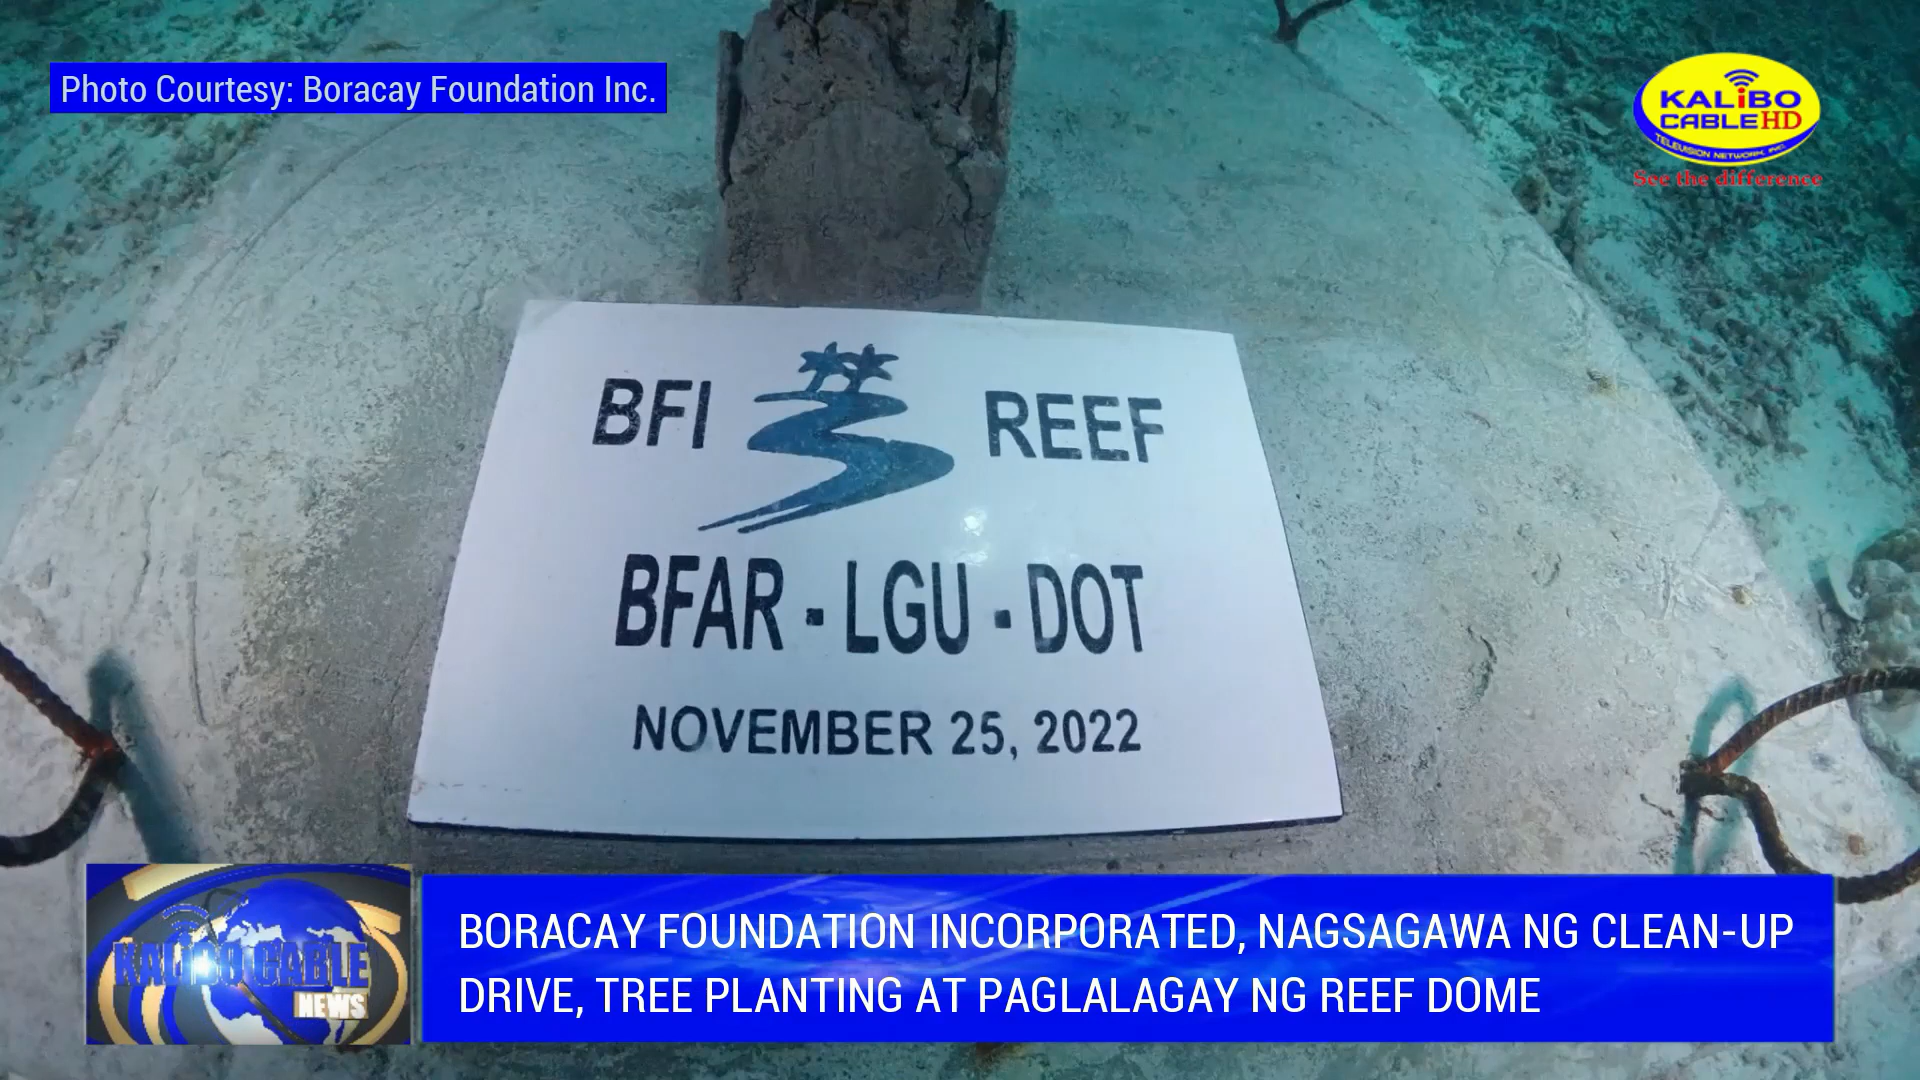 Photo Courtesy: Boracay Foundation Inc.
KALiBO
CABLE HD
TELEVISION NETWORK, INC.
See the difference
BFI REEF
BFAR - LGU - DOT
NOVEMBER 25, 2022
KALIBO CABLE
NEWS
BORACAY FOUNDATION INCORPORATED, NAGSAGAWA NG CLEAN-UP
DRIVE, TREE PLANTING AT PAGLALAGAY NG REEF DOME